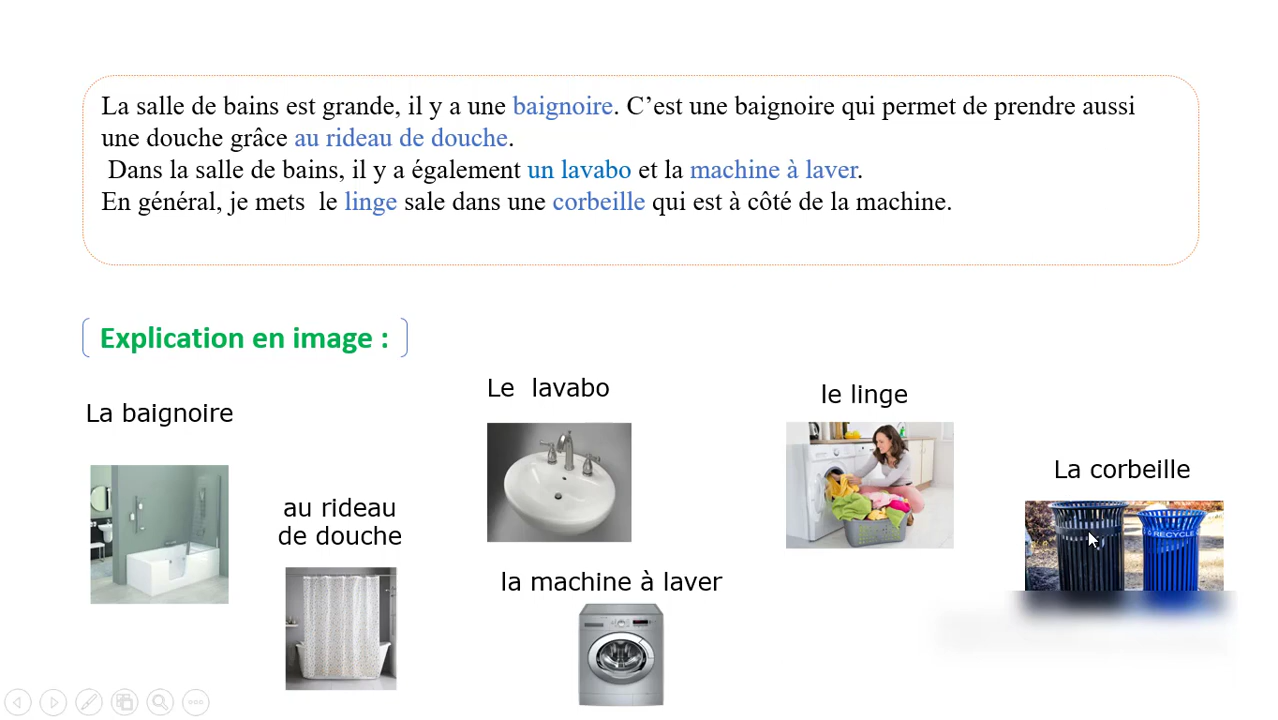 La salle de bains est grande, il y a une baignoire. C’est une baignoire qui permet de prendre aussi
une douche grâce au rideau de douche.
Dans la salle de bains, il y a également un lavabo et la machine à laver.
En général, je mets  le linge sale dans une corbeille qui est à côté de la machine.
Explication en image :
La baignoire
au rideau
de douche
Le  lavabo
la machine à laver
le linge
La corbeille
RECYCLE